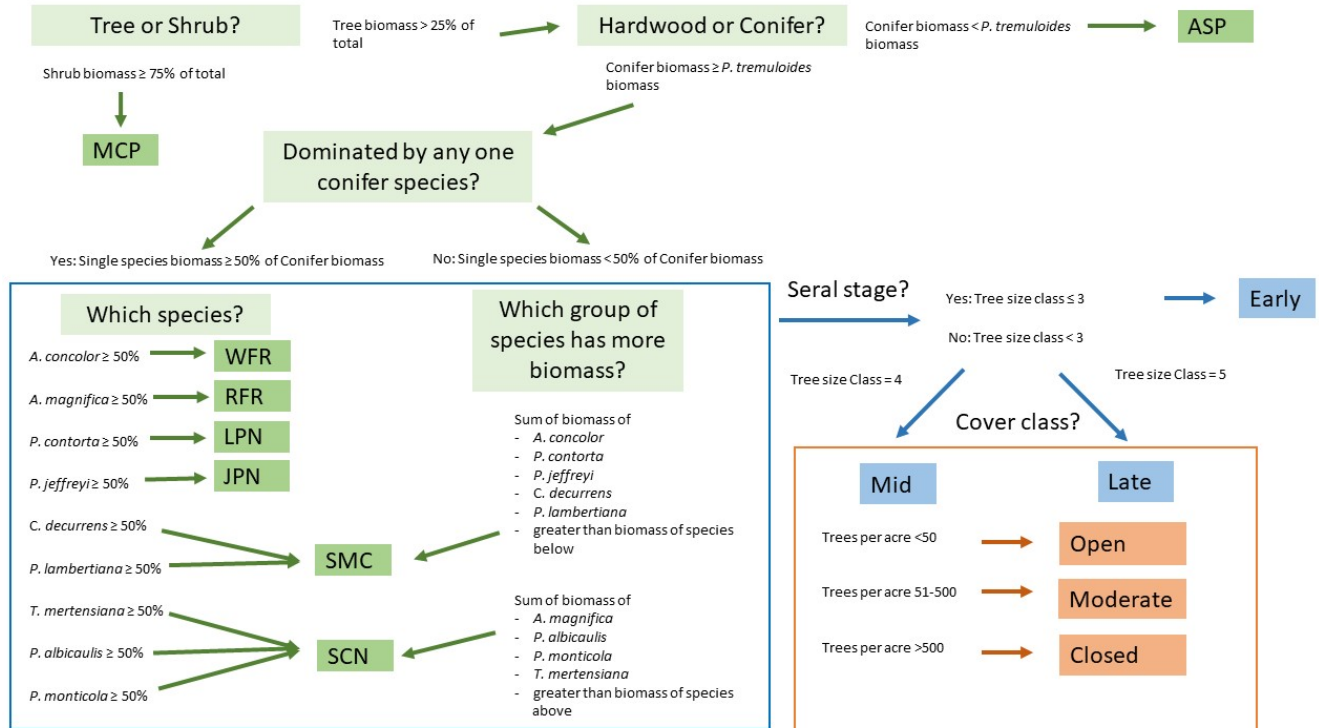 Tree or Shrub?
Tree biomass > 25% of
total
Hardwood or Conifer?
Conifer biomass < P. tremuloides
biomass
ASP
Shrub biomass ≥ 75% of total
Conifer biomass ≥ P. tremuloides
biomass
MCP
Dominated by any one
conifer species?
Yes: Single species biomass ≥ 50% of Conifer biomass
No: Single species biomass < 50% of Conifer biomass
Which species?
A. concolor ≥ 50%
WFR
A. magnifica ≥ 50%
RFR
P. contorta ≥ 50%
LPN
P. jeffreyi ≥ 50%
JPN
C. decurrens ≥ 50%
P. lambertiana ≥ 50%
SMC
T. mertensiana ≥ 50%
P. albicaulis ≥ 50%
SCN
P. monticola ≥ 50%
Which group of
species has more
biomass?
Sum of biomass of
- A. concolor
- P. contorta
- P. jeffreyi
- C. decurrens
- P. lambertiana
- greater than biomass of species
below
Sum of biomass of
- A. magnifica
- P. albicaulis
- P. monticola
- T. mertensiana
- greater than biomass of species
above
Seral stage?
Yes: Tree size class ≤ 3
Early
No: Tree size class < 3
Tree size Class = 4
Tree size Class = 5
Cover class?
Mid
Late
Trees per acre <50
Open
Trees per acre 51-500
Moderate
Trees per acre >500
Closed